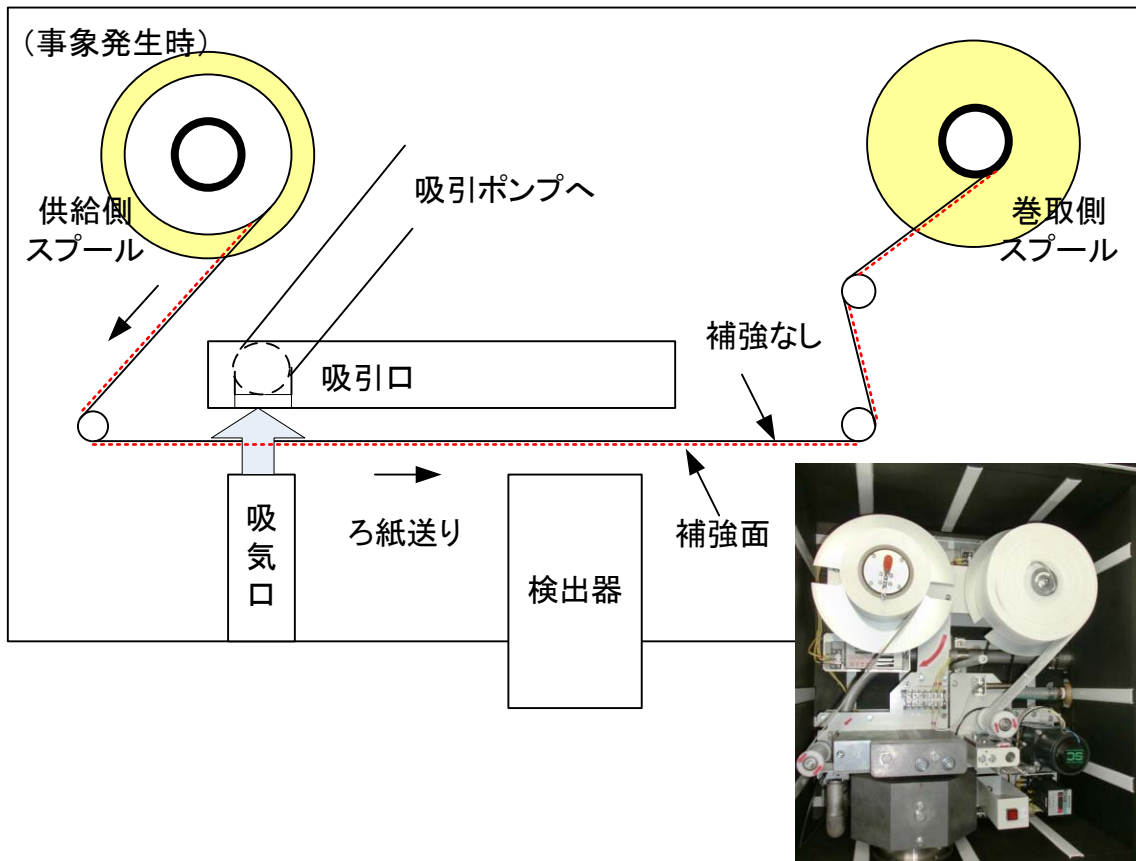 （事象発生時）
吸引ポンプへ
供給側
スプール
巻取側
スプール
補強なし
吸引口
吸
気
口
ろ紙送り
補強面
検出器